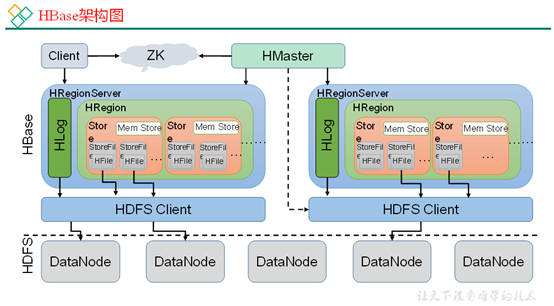 HBase架构图
Client
ZK
HMaster
HRegionServer
HRegionServer
HRegion
HRegion
HBase
HLog
Stor
e
Mem Store
StoreFil
e
HFile
StoreFil
e
HFile
...
Stor
e
Mem Store
StoreFil
e
HFile
StoreFil
e
HFile
...
......
HLog
Stor
e
Mem Store
StoreFil
e
HFile
StoreFil
e
HFile
...
Stor
e
Mem Store
StoreFil
e
HFile
...
......
HDFS Client
HDFS Client
HDFS
DataNode
DataNode
DataNode
DataNode
DataNode
让天下没有难学的技术